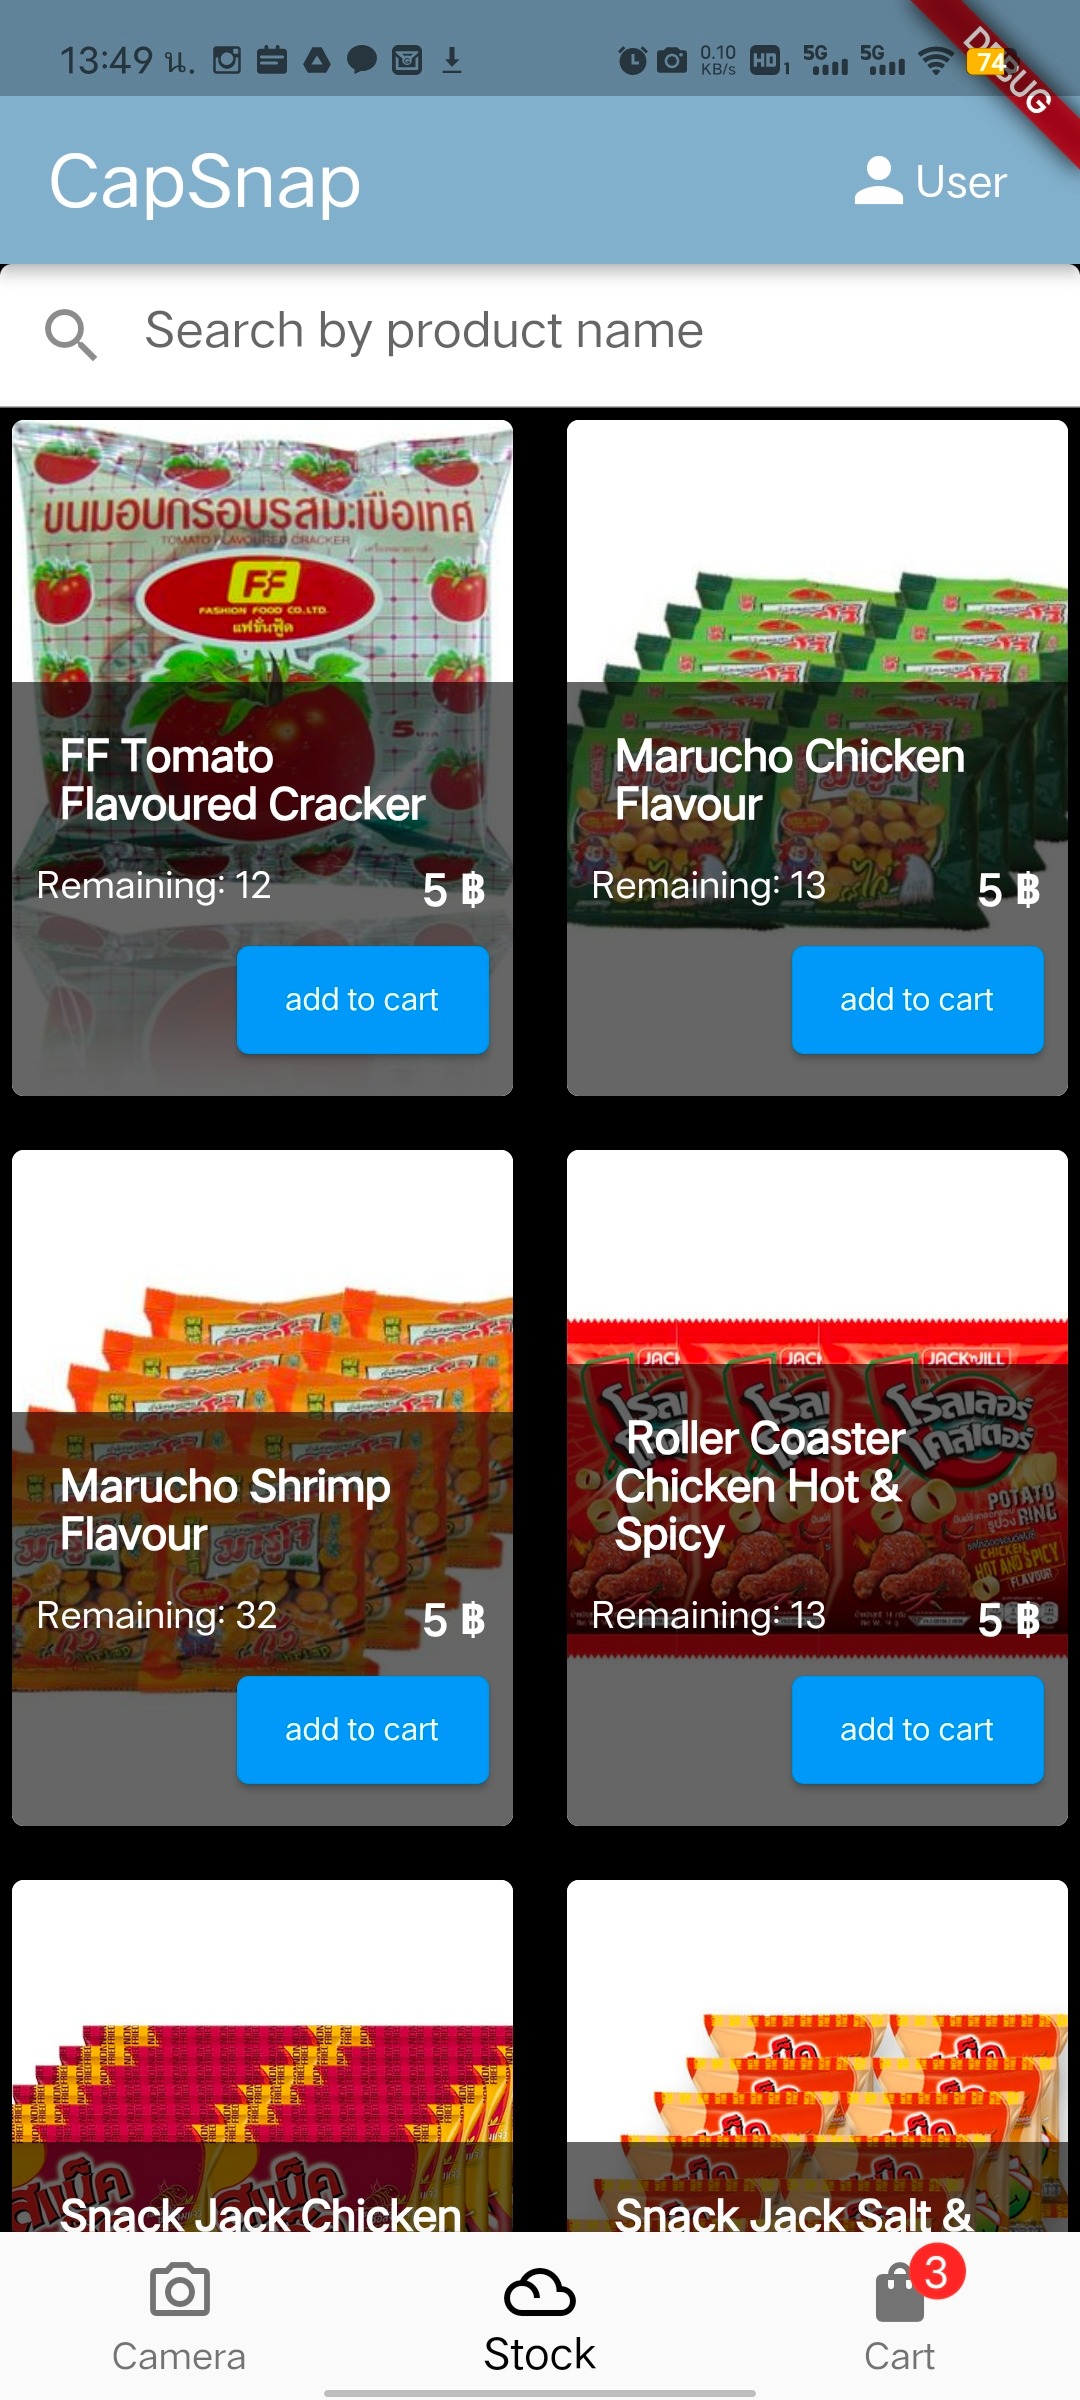 13:49 น.
0.10 KB/s
HD 1
5G
5G
74
DEBUG
CapSnap
User
Search by product name
ขนมอบกรอบรสมะเขือเทศ
TOMATO FLAVOURED CRACKER
FF
FASHION FOOD CO.,LTD.
แฟชั่นฟู้ด
5
FF Tomato
Flavoured Cracker
Remaining: 12
5 ฿
add to cart
Marucho Chicken
Flavour
Remaining: 13
5 ฿
add to cart
Marucho Shrimp
Flavour
Remaining: 32
5 ฿
add to cart
JACK
JACK
JACK'nJILL
โรลเลอร์
โคสเตอร์
POTATO
RING
CHICKEN
HOT AND SPICY
FLAVOUR
Roller Coaster
Chicken Hot &
Spicy
Remaining: 13
5 ฿
add to cart
Snack Jack Chicken
Snack Jack Salt &
Camera
Stock
Cart
3